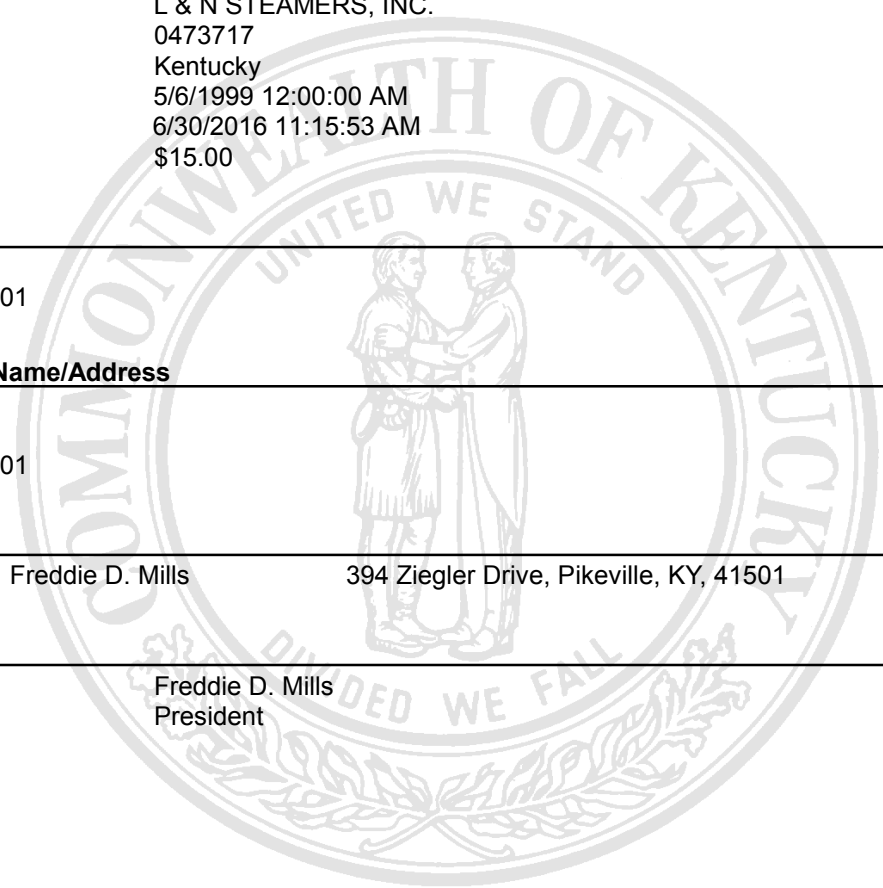 L & N STEAMERS, INC.
0473717
Kentucky
5/6/1999 12:00:00 AM
6/30/2016 11:15:53 AM
$15.00
COMMONWEALTH OF KENTUCKY
UNITED WE STAND
01
Name/Address
01
Freddie D. Mills 394 Ziegler Drive, Pikeville, KY, 41501
DIVIDED WE FALL
Freddie D. Mills
President